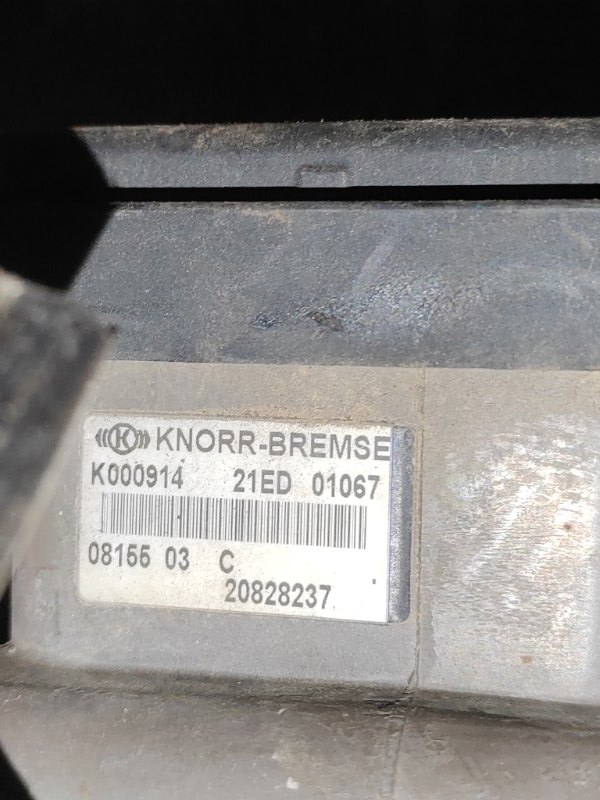 ((K)) KNORR-BREMSE
K000914 21ED 01067
08155 03 C
20828237